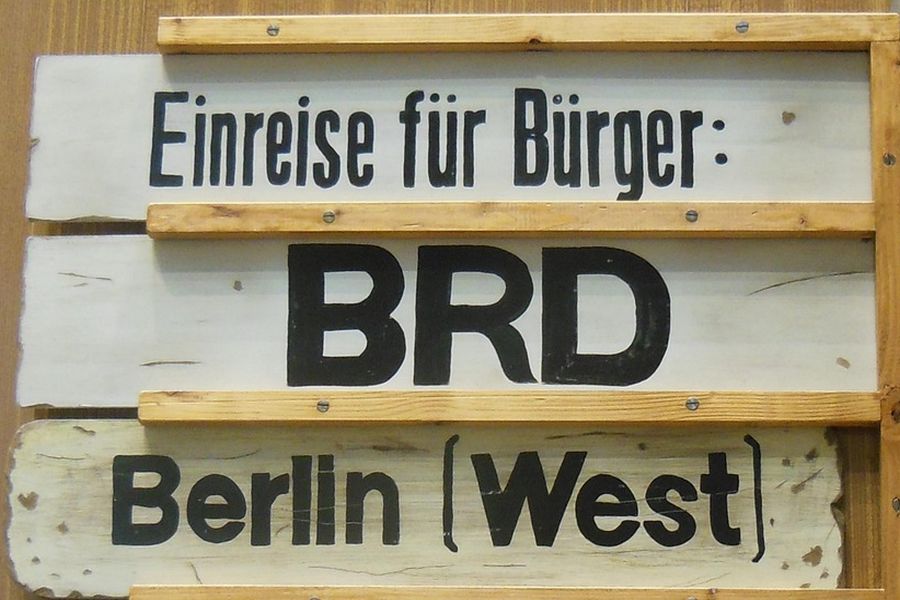 Einreise für Bürger:
BRD
Berlin (West)